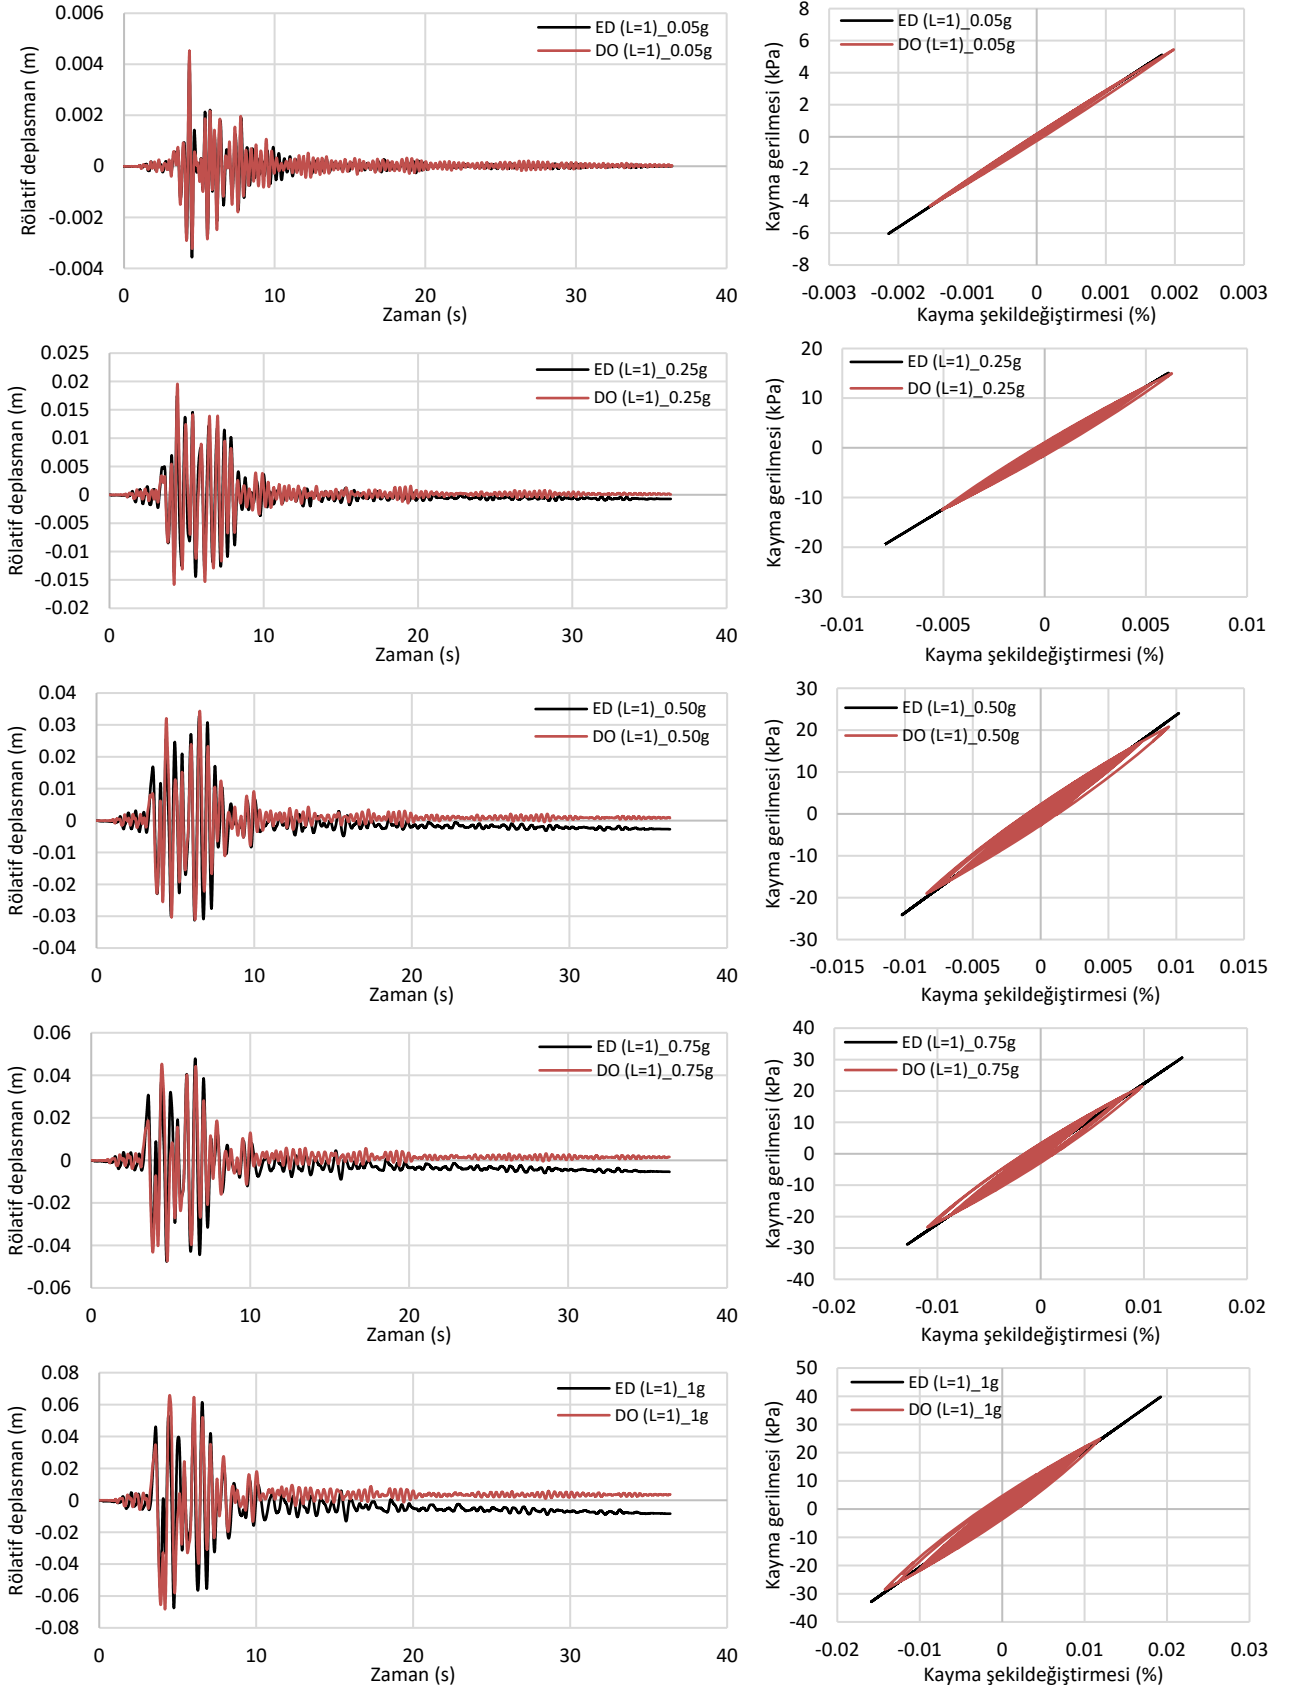 0.006
0.004
0.002
0
-0.002
-0.004
Rölatif deplasman (m)
ED (L=1)_0.05g
DO (L=1)_0.05g
0 10 20 30 40
Zaman (s)
8
6
4
2
0
-2
-4
-6
-8
Kayma gerilmesi (kPa)
ED (L=1)_0.05g
DO (L=1)_0.05g
-0.003 -0.002 -0.001 0 0.001 0.002 0.003
Kayma şekildeğiştirmesi (%)
0.025
0.02
0.015
0.01
0.005
0
-0.005
-0.01
-0.015
-0.02
Rölatif deplasman (m)
ED (L=1)_0.25g
DO (L=1)_0.25g
0 10 20 30 40
Zaman (s)
20
10
0
-10
-20
-30
Kayma gerilmesi (kPa)
ED (L=1)_0.25g
DO (L=1)_0.25g
-0.01 -0.005 0 0.005 0.01
Kayma şekildeğiştirmesi (%)
0.04
0.03
0.02
0.01
0
-0.01
-0.02
-0.03
-0.04
Rölatif deplasman (m)
ED (L=1)_0.50g
DO (L=1)_0.50g
0 10 20 30 40
Zaman (s)
30
20
10
0
-10
-20
-30
Kayma gerilmesi (kPa)
ED (L=1)_0.50g
DO (L=1)_0.50g
-0.015 -0.01 -0.005 0 0.005 0.01 0.015
Kayma şekildeğiştirmesi (%)
0.06
0.04
0.02
0
-0.02
-0.04
-0.06
Rölatif deplasman (m)
ED (L=1)_0.75g
DO (L=1)_0.75g
0 10 20 30 40
Zaman (s)
40
30
20
10
0
-10
-20
-30
-40
Kayma gerilmesi (kPa)
ED (L=1)_0.75g
DO (L=1)_0.75g
-0.02 -0.01 0 0.01 0.02
Kayma şekildeğiştirmesi (%)
0.08
0.06
0.04
0.02
0
-0.02
-0.04
-0.06
-0.08
Rölatif deplasman (m)
ED (L=1)_1g
DO (L=1)_1g
0 10 20 30 40
Zaman (s)
50
40
30
20
10
0
-10
-20
-30
-40
Kayma gerilmesi (kPa)
ED (L=1)_1g
DO (L=1)_1g
-0.02 -0.01 0 0.01 0.02 0.03
Kayma şekildeğiştirmesi (%)